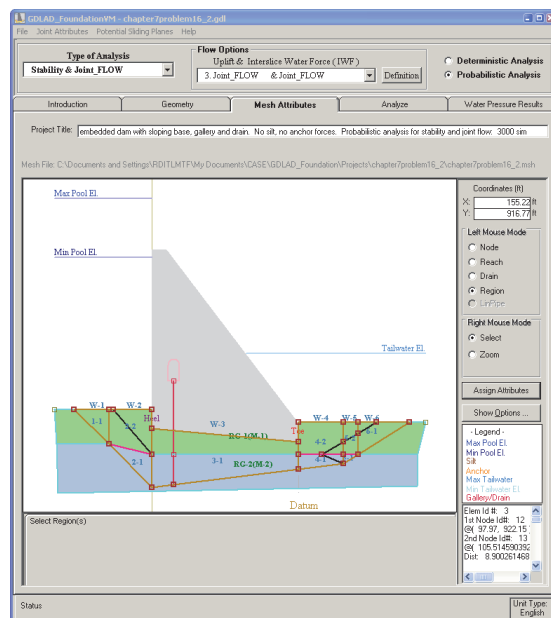 GDLAD_FoundationVM - chapter7problem16_2.gdl
File Joint Attributes Potential Sliding Planes Help
Type of Analysis
Stability & Joint_FLOW
Flow Options
Uplift & Interslice Water Force ( IWF )
3. Joint_FLOW & Joint_FLOW
Definition
Deterministic Analysis
Probabilistic Analysis
Introduction
Geometry
Mesh Attributes
Analyze
Water Pressure Results
Project Title: embedded dam with sloping base, gallery and drain. No silt, no anchor forces. Probabilistic analysis for stability and joint flow: 3000 sim
Mesh File: C:\Documents and Settings\RDITLMTF\My Documents\CASE\GDLAD_Foundation\Projects\chapter7problem16_2\chapter7problem16_2.msh
Max Pool El.
Min Pool El.
Tailwater El.
W-1
W-2
Heel
W-3
Toe
W-4
W-5
W-6
1-1
2-2
RG-1(M-1)
4-2
6-1
2-1
3-1
RG-2(M-2)
4-1
Datum
Coordinates (ft)
X: 155.22 ft
Y: 916.77 ft
Left Mouse Mode
Node
Reach
Drain
Region
LinPipe
Right Mouse Mode
Select
Zoom
Assign Attributes
Show Options ...
- Legend -
Max Pool El.
Min Pool El.
Silt
Anchor
Max Tailwater
Min Tailwater El.
Gallery/Drain
Elem Id #: 3
1st Node Id#: 12
@( 97.97, 922.15
2nd Node Id#: 13
@( 105.514590392
Dist: 8.900261468
Select Region(s)
Status
Unit Type:
English